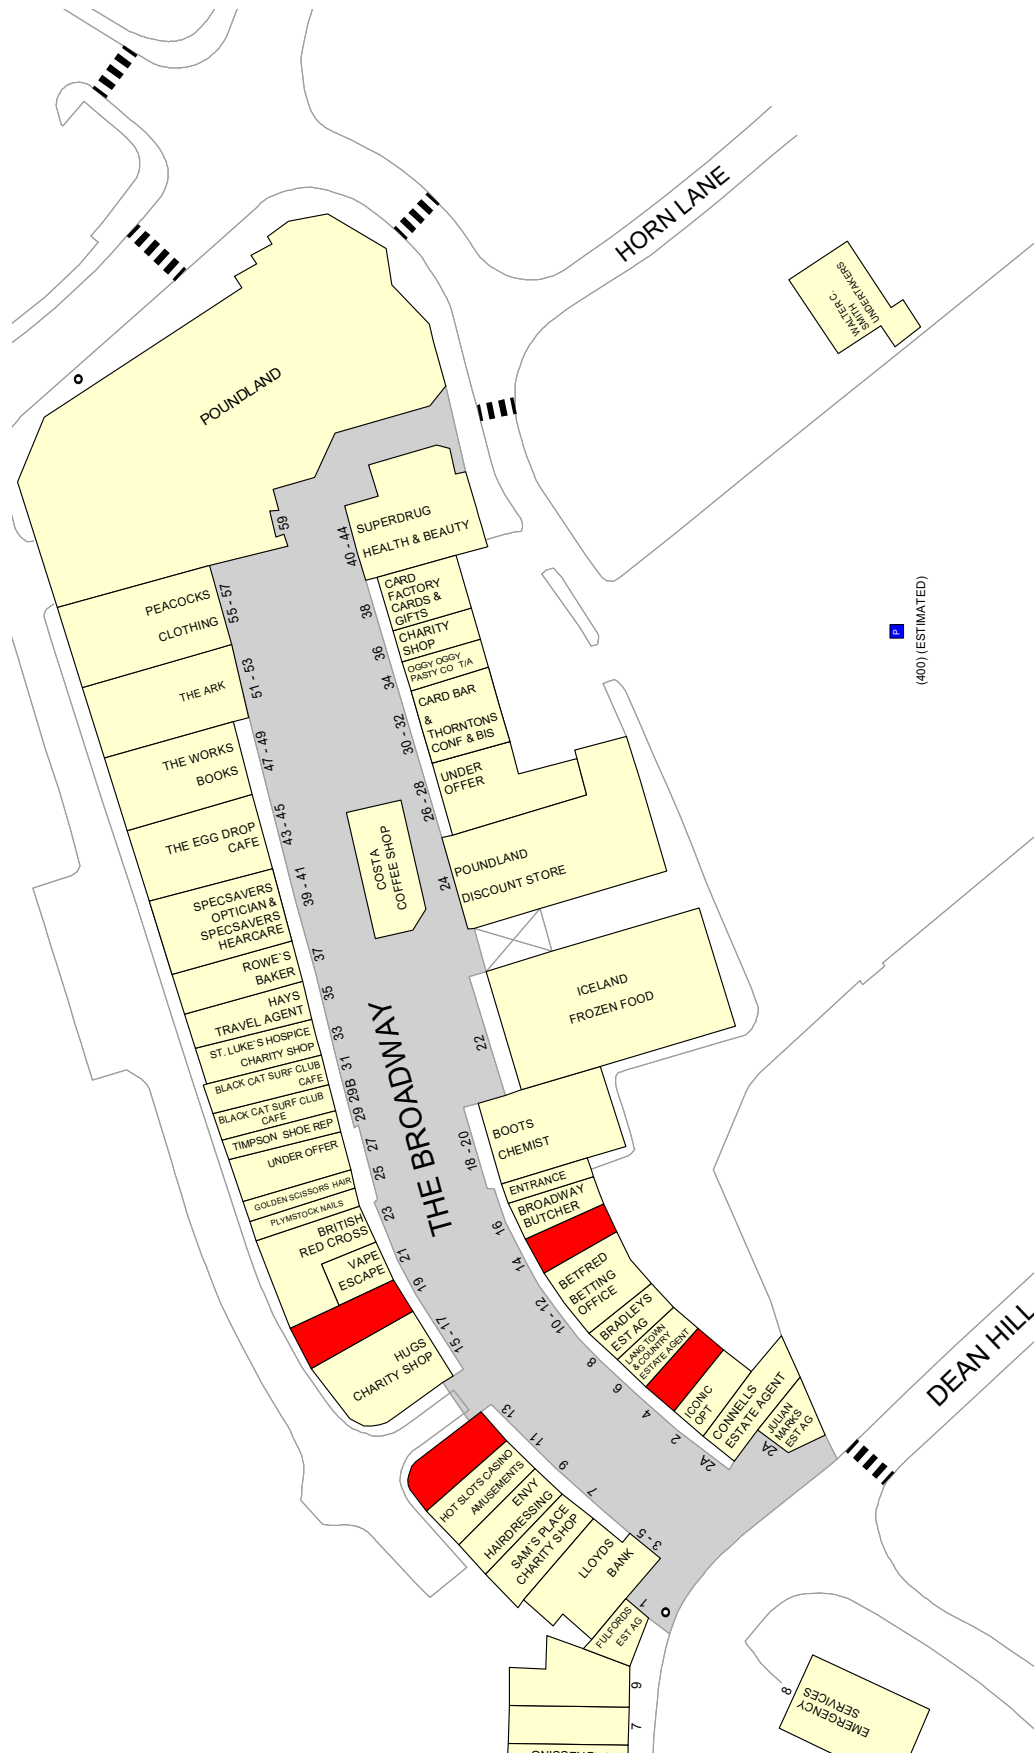 HORN LANE
WALTER C.
SMITH
UNDERTAKERS
POUNDLAND
59
SUPERDRUG
HEALTH & BEAUTY
40 - 44
PEACOCKS
CLOTHING
55 - 57
CARD
FACTORY
CARDS &
GIFTS
38
P
(400) (ESTIMATED)
CHARITY
SHOP
36
THE ARK
51 - 53
OGGY OGGY
PASTY CO T/A
34
CARD BAR
&
THORNTONS
CONF & BIS
30 - 32
THE WORKS
BOOKS
47 - 49
UNDER
OFFER
26 - 28
THE EGG DROP
CAFE
43 - 45
COSTA
COFFEE SHOP
POUNDLAND
DISCOUNT STORE
24
SPECSAVERS
OPTICIAN &
SPECSAVERS
HEARCARE
39 - 41
ROWE`S
BAKER
37
ICELAND
FROZEN FOOD
22
HAYS
TRAVEL AGENT
35
ST. LUKE`S HOSPICE
CHARITY SHOP
33
THE BROADWAY
BLACK CAT SURF CLUB
CAFE
31
BLACK CAT SURF CLUB
CAFE
29B
TIMPSON SHOE REP
29
BOOTS
CHEMIST
18 - 20
UNDER OFFER
27
ENTRANCE
GOLDEN SCISSORS HAIR
25
BROADWAY
BUTCHER
16
PLYMSTOCK NAILS
23
BRITISH
RED CROSS
21
14
VAPE
ESCAPE
19
BETFRED
BETTING
OFFICE
10 - 12
15 - 17
HUGS
CHARITY SHOP
BRADLEYS
EST AG
8
LANG TOWN
& COUNTRY
ESTATE AGENT
6
4
ICONIC
OPT
2
CONNELLS
ESTATE AGENT
2A
JULIAN
MARKS
EST AG
2A
DEAN HILL
13
HOT SLOTS CASINO
AMUSEMENTS
11
ENVY
HAIRDRESSING
9
SAM`S PLACE
CHARITY SHOP
7
LLOYDS
BANK
3 - 5
FULFORDS
EST AG
1
9
7
8
EMERGENCY
SERVICES